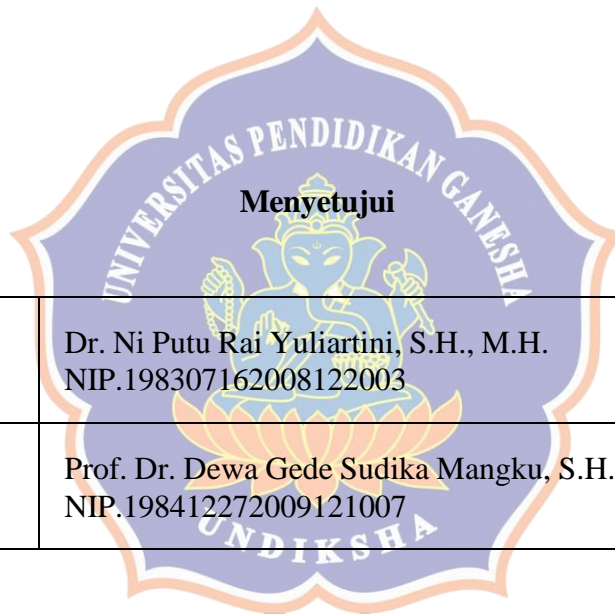 UNIVERSITAS PENDIDIKAN GANESHA
Menyetujui
Dr. Ni Putu Rai Yuliartini, S.H., M.H.
NIP.198307162008122003
Prof. Dr. Dewa Gede Sudika Mangku, S.H.
NIP.198412272009121007
UNDIKSHA